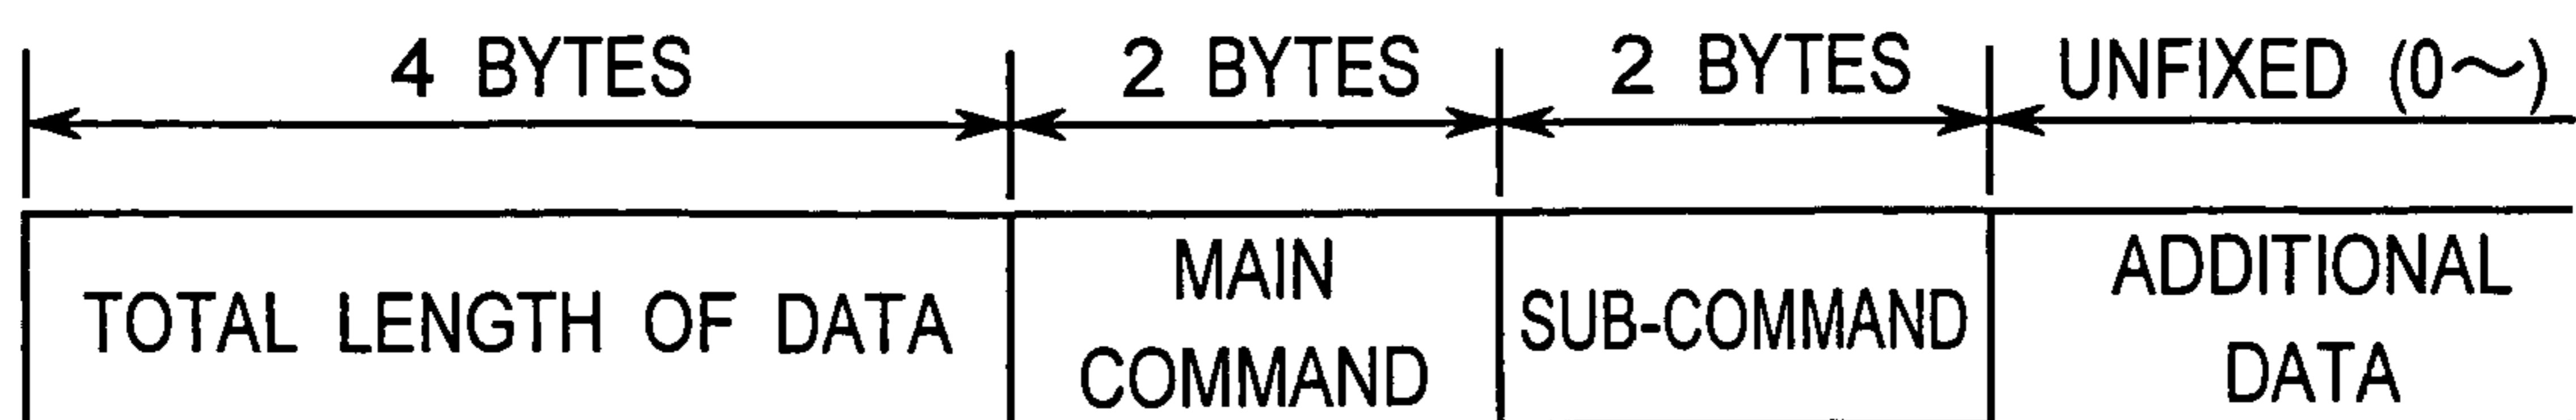 4 BYTES 2 BYTES 2 BYTES UNFIXED (0～)
TOTAL LENGTH OF DATA
MAIN
COMMAND
SUB-COMMAND
ADDITIONAL
DATA